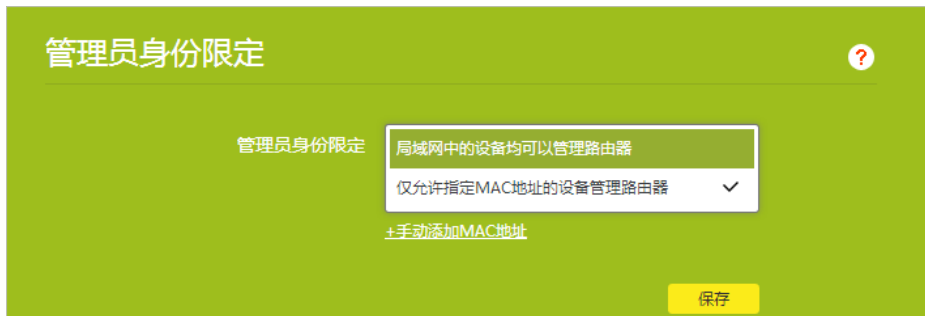 管理员身份限定
?
管理员身份限定
局域网中的设备均可以管理路由器
仅允许指定MAC地址的设备管理路由器
+手动添加MAC地址
保存